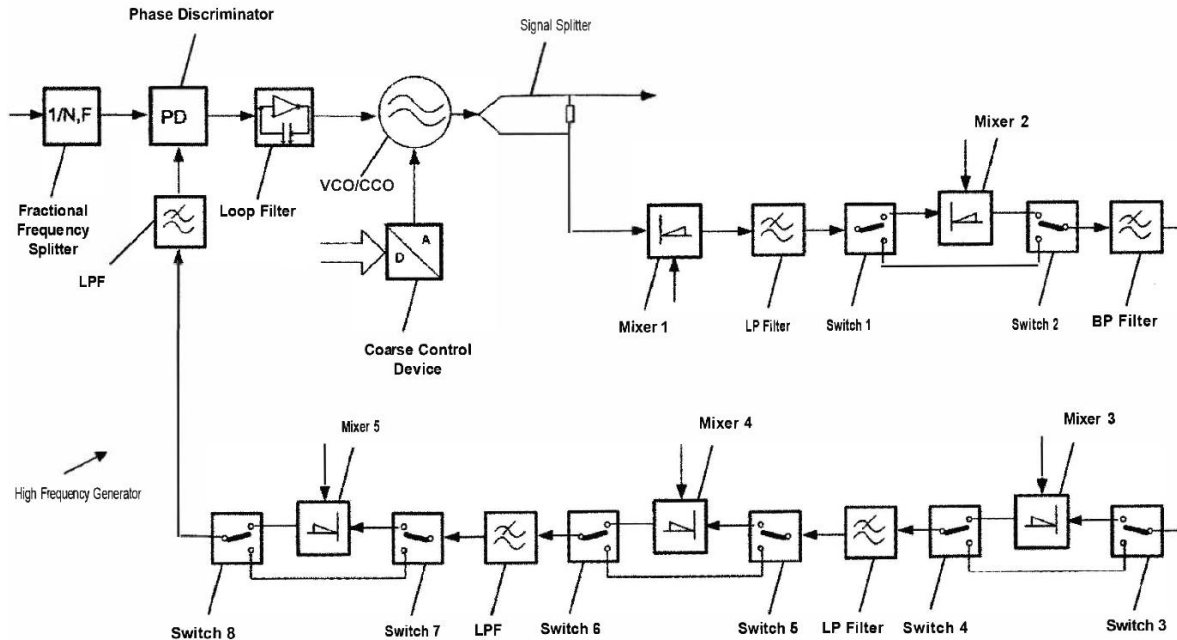 Phase Discriminator
Signal Splitter
1/N,F
PD
Mixer 2
VCO/CCO
Fractional
Frequency
Splitter
Loop Filter
LPF
A
D
Mixer 1
LP Filter
Switch 1
Switch 2
BP Filter
Coarse Control
Device
Mixer 5
Mixer 4
Mixer 3
High Frequency Generator
Switch 8
Switch 7
LPF
Switch 6
Switch 5
LP Filter
Switch 4
Switch 3